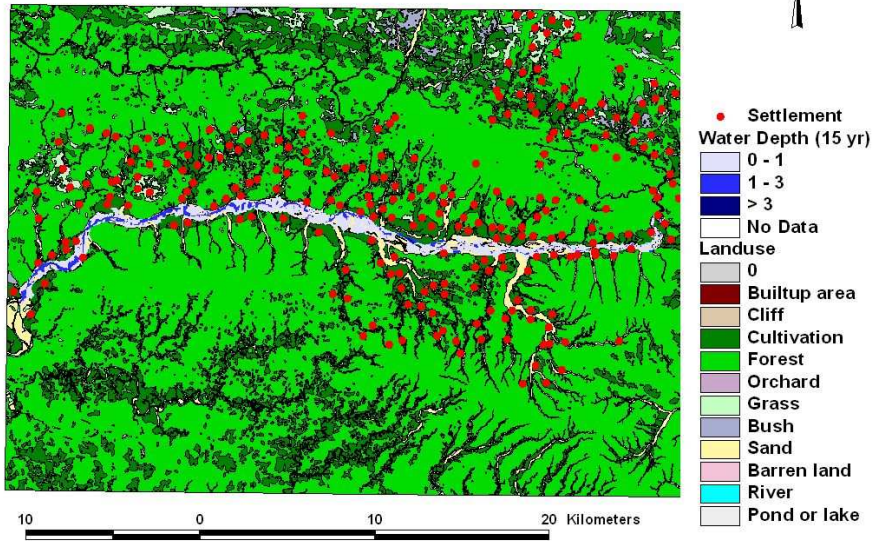 Settlement
Water Depth (15 yr)
0 - 1
1 - 3
> 3
No Data
Landuse
0
Builtup area
Cliff
Cultivation
Forest
Orchard
Grass
Bush
Sand
Barren land
River
Pond or lake
10 0 10 20 Kilometers